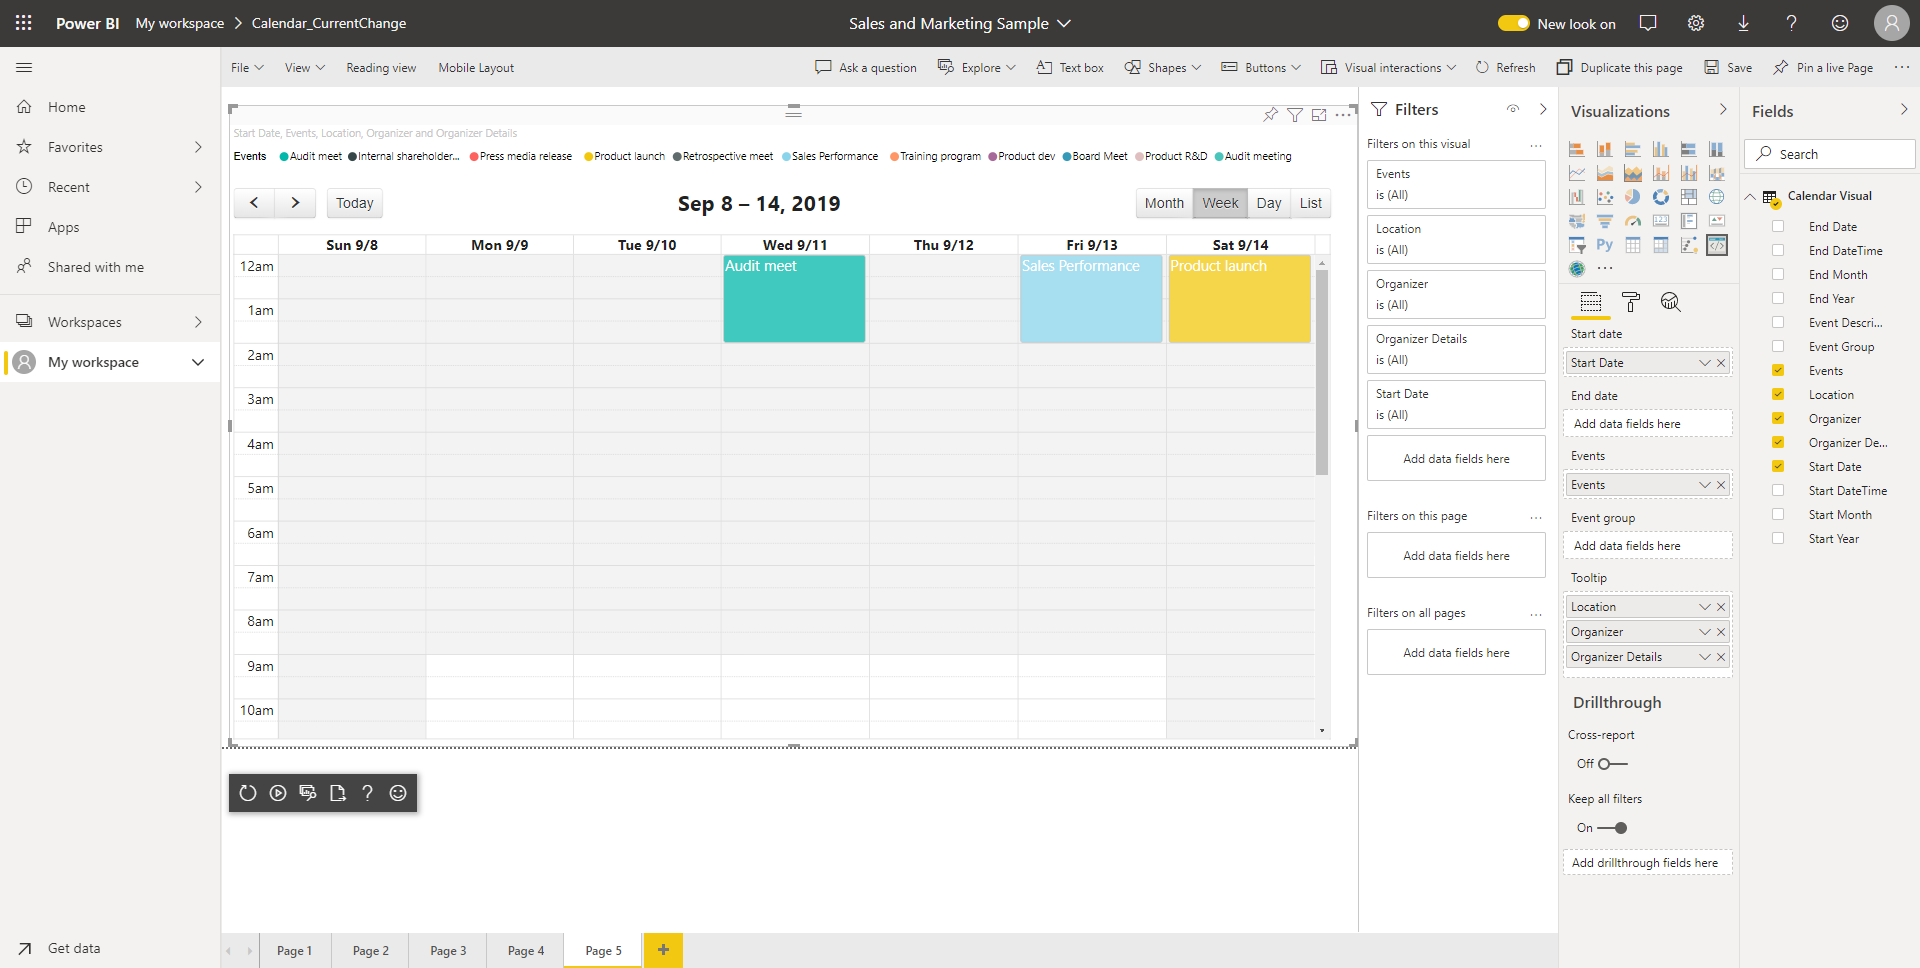 Power BI My workspace Calendar_CurrentChange
Sales and Marketing Sample
New look on
Home
Favorites
Recent
Apps
Shared with me
Workspaces
My workspace
Get data
File View Reading view Mobile Layout
Ask a question Explore Text box Shapes Buttons Visual interactions Refresh Duplicate this page Save Pin a live Page
Start Date, Events, Location, Organizer and Organizer Details
Events Audit meet Internal shareholder... Press media release Product launch Retrospective meet Sales Performance Training program Product dev Board Meet Product R&D Audit meeting
Today
Sep 8 – 14, 2019
Month Week Day List
Sun 9/8 Mon 9/9 Tue 9/10 Wed 9/11 Thu 9/12 Fri 9/13 Sat 9/14
12am
Audit meet Sales Performance Product launch
1am
2am
3am
4am
5am
6am
7am
8am
9am
10am
Page 1 Page 2 Page 3 Page 4 Page 5 +
Filters
Filters on this visual
Events
is (All)
Location
is (All)
Organizer
is (All)
Organizer Details
is (All)
Start Date
is (All)
Add data fields here
Filters on this page
Add data fields here
Filters on all pages
Add data fields here
Visualizations
Py
Start date
Start Date
End date
Add data fields here
Events
Events
Event group
Add data fields here
Tooltip
Location
Organizer
Organizer Details
Drillthrough
Cross-report
Off
Keep all filters
On
Add drillthrough fields here
Fields
Search
Calendar Visual
End Date
End DateTime
End Month
End Year
Event Descri...
Event Group
Events
Location
Organizer
Organizer De...
Start Date
Start DateTime
Start Month
Start Year